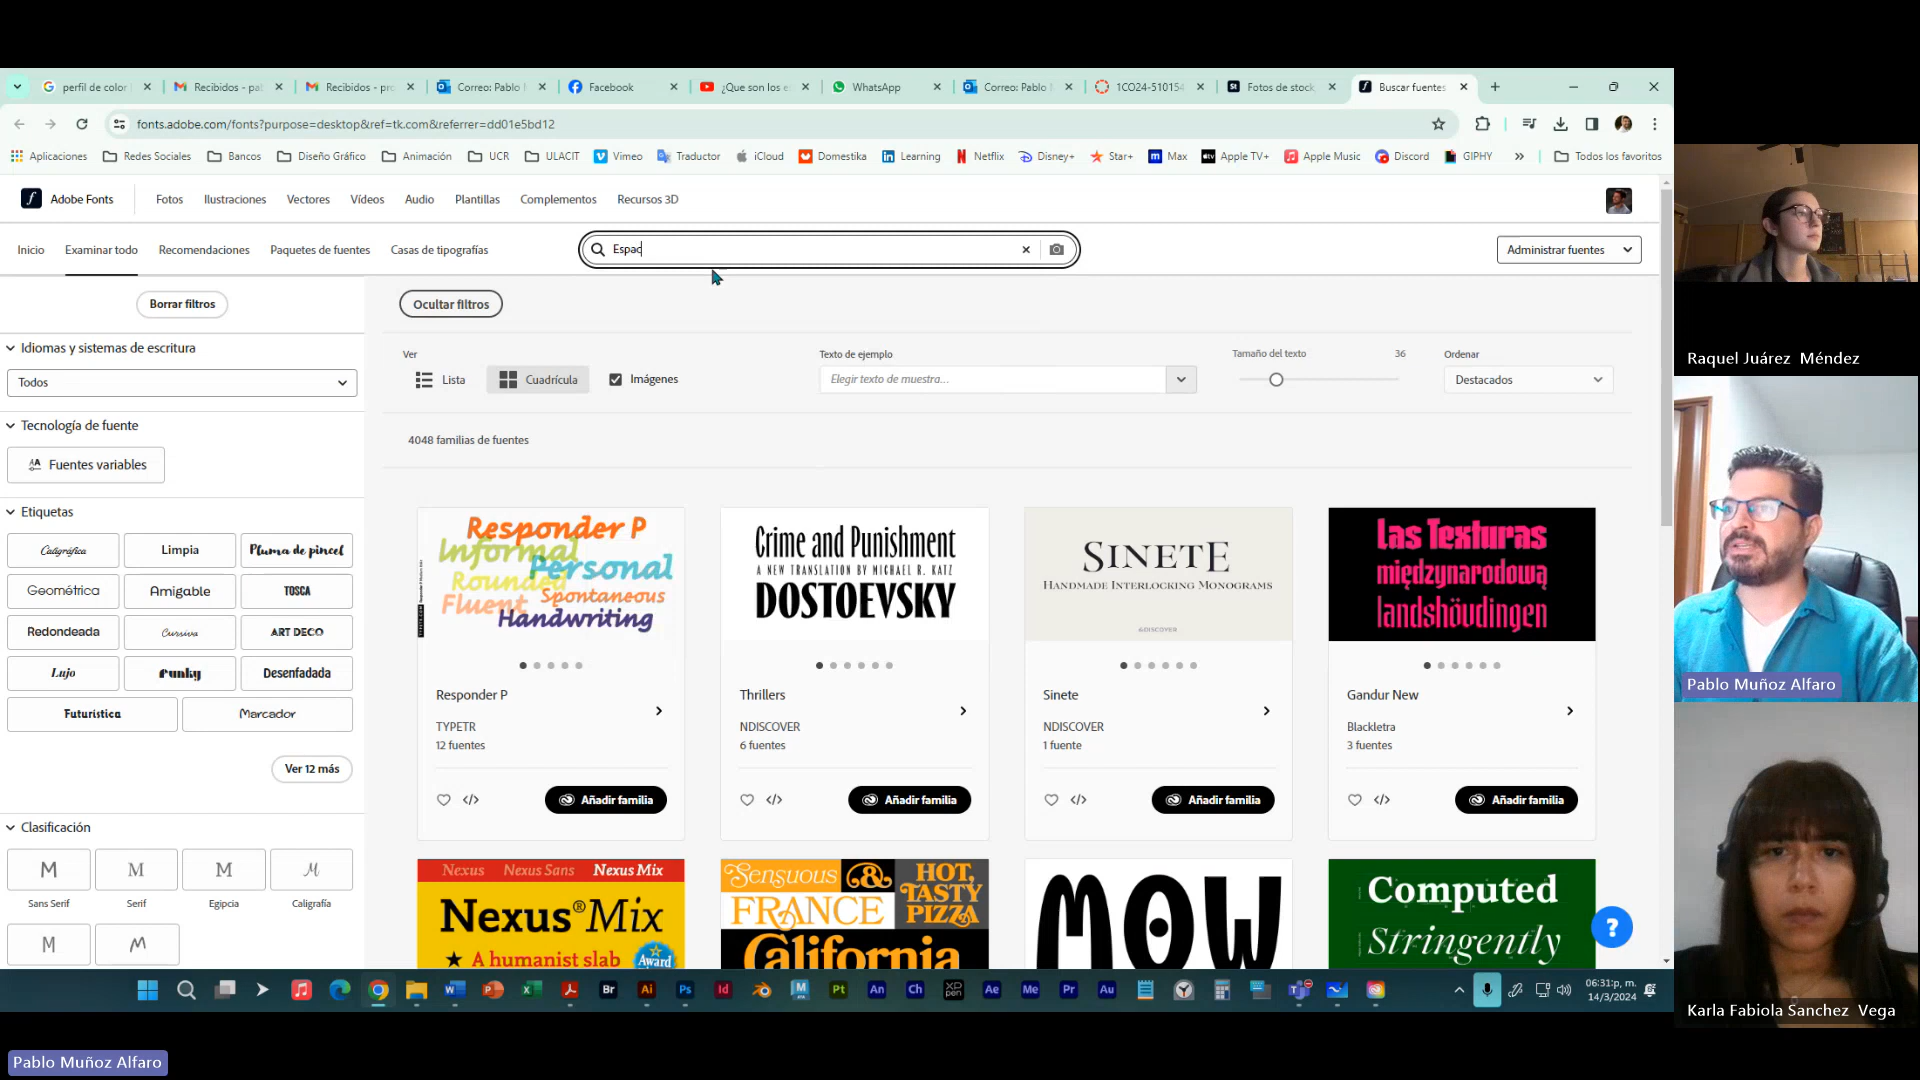 perfil de color
Recibidos - pal
Recibidos - pro
Correo: Pablo
Facebook
¿Que son los e
WhatsApp
Correo: Pablo
1CO24-510154
Fotos de stock,
Buscar fuentes
fonts.adobe.com/fonts?purpose=desktop&ref=tk.com&referrer=dd01e5bd12
Aplicaciones
Redes Sociales
Bancos
Diseño Gráfico
Animación
UCR
ULACIT
Vimeo
Traductor
iCloud
Domestika
Learning
Netflix
Disney+
Star+
Max
Apple TV+
Apple Music
Discord
GIPHY
Todos los favoritos
Adobe Fonts
Fotos
Ilustraciones
Vectores
Vídeos
Audio
Plantillas
Complementos
Recursos 3D
Inicio
Examinar todo
Recomendaciones
Paquetes de fuentes
Casas de tipografías
Espac
Administrar fuentes
Borrar filtros
Idiomas y sistemas de escritura
Todos
Tecnología de fuente
Fuentes variables
Etiquetas
Caligráfica
Limpia
Pluma de pincel
Geométrica
Amigable
TOSCA
Redondeada
Cursiva
ART DECO
Lujo
Funky
Desenfadada
Futurística
Marcador
Ver 12 más
Clasificación
Sans Serif
Serif
Egipcia
Caligrafía
Ocultar filtros
Ver
Lista
Cuadrícula
Imágenes
Texto de ejemplo
Elegir texto de muestra...
Tamaño del texto
36
Ordenar
Destacados
4048 familias de fuentes
Responder P
Informal
Personal
Rounded
Spontaneous
Fluent
Handwriting
Responder P
TYPETR
12 fuentes
Añadir familia
Crime and Punishment
A NEW TRANSLATION BY MICHAEL R. KATZ
DOSTOEVSKY
Thrillers
NDISCOVER
6 fuentes
Añadir familia
SINETE
HANDMADE INTERLOCKING MONOGRAMS
NDISCOVER
Sinete
NDISCOVER
1 fuente
Añadir familia
Las Texturas
międzynarodową
landshövdingen
Gandur New
Blackletra
3 fuentes
Añadir familia
Nexus
Nexus Sans
Nexus Mix
Nexus® Mix
A humanist slab
Award
Sensuous
&
HOT,
TASTY
PIZZA
FRANCE
California
MOW
Computed
Stringently
?
06:31 p. m.
14/3/2024
Raquel Juárez Méndez
Pablo Muñoz Alfaro
Karla Fabiola Sanchez Vega
Pablo Muñoz Alfaro